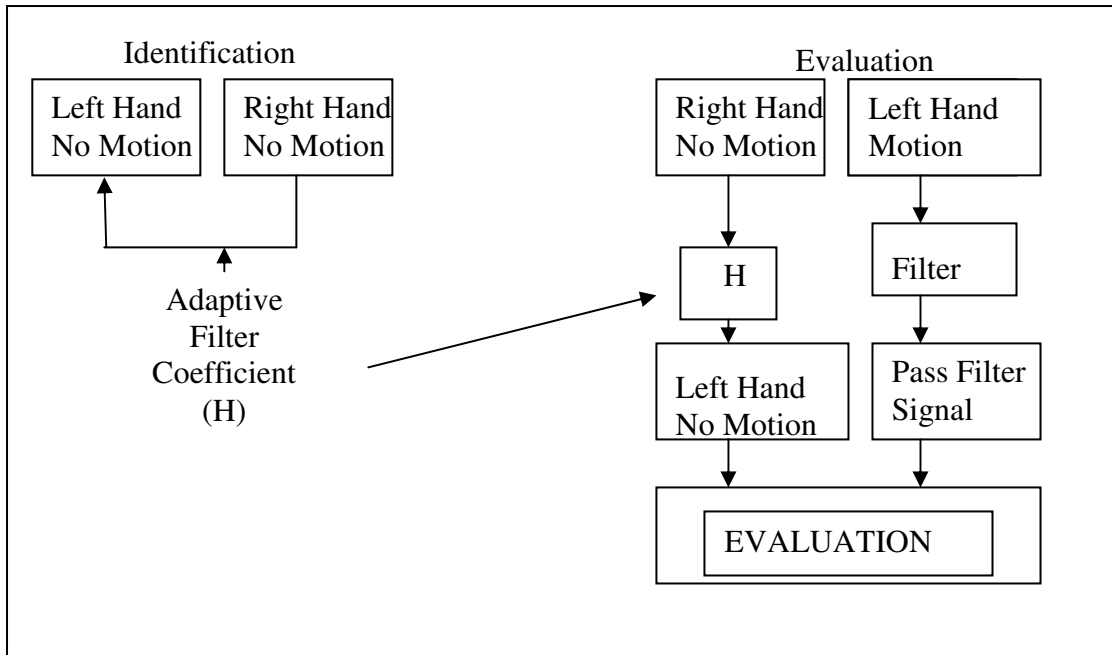 Identification
Left Hand
No Motion
Right Hand
No Motion
Adaptive
Filter
Coefficient
(H)
Evaluation
Right Hand
No Motion
Left Hand
Motion
H
Filter
Left Hand
No Motion
Pass Filter
Signal
EVALUATION